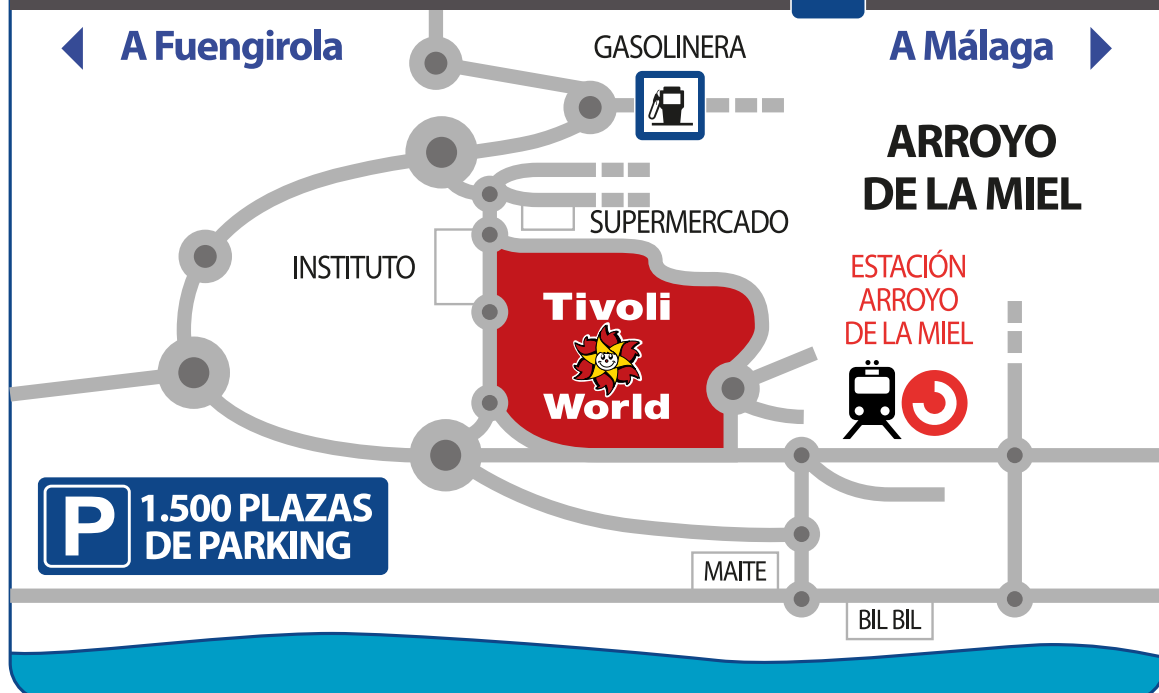 A Fuengirola
GASOLINERA
A Málaga
ARROYO
DE LA MIEL
SUPERMERCADO
INSTITUTO
ESTACIÓN
ARROYO
DE LA MIEL
Tivoli
World
P
1.500 PLAZAS
DE PARKING
MAITE
BIL BIL